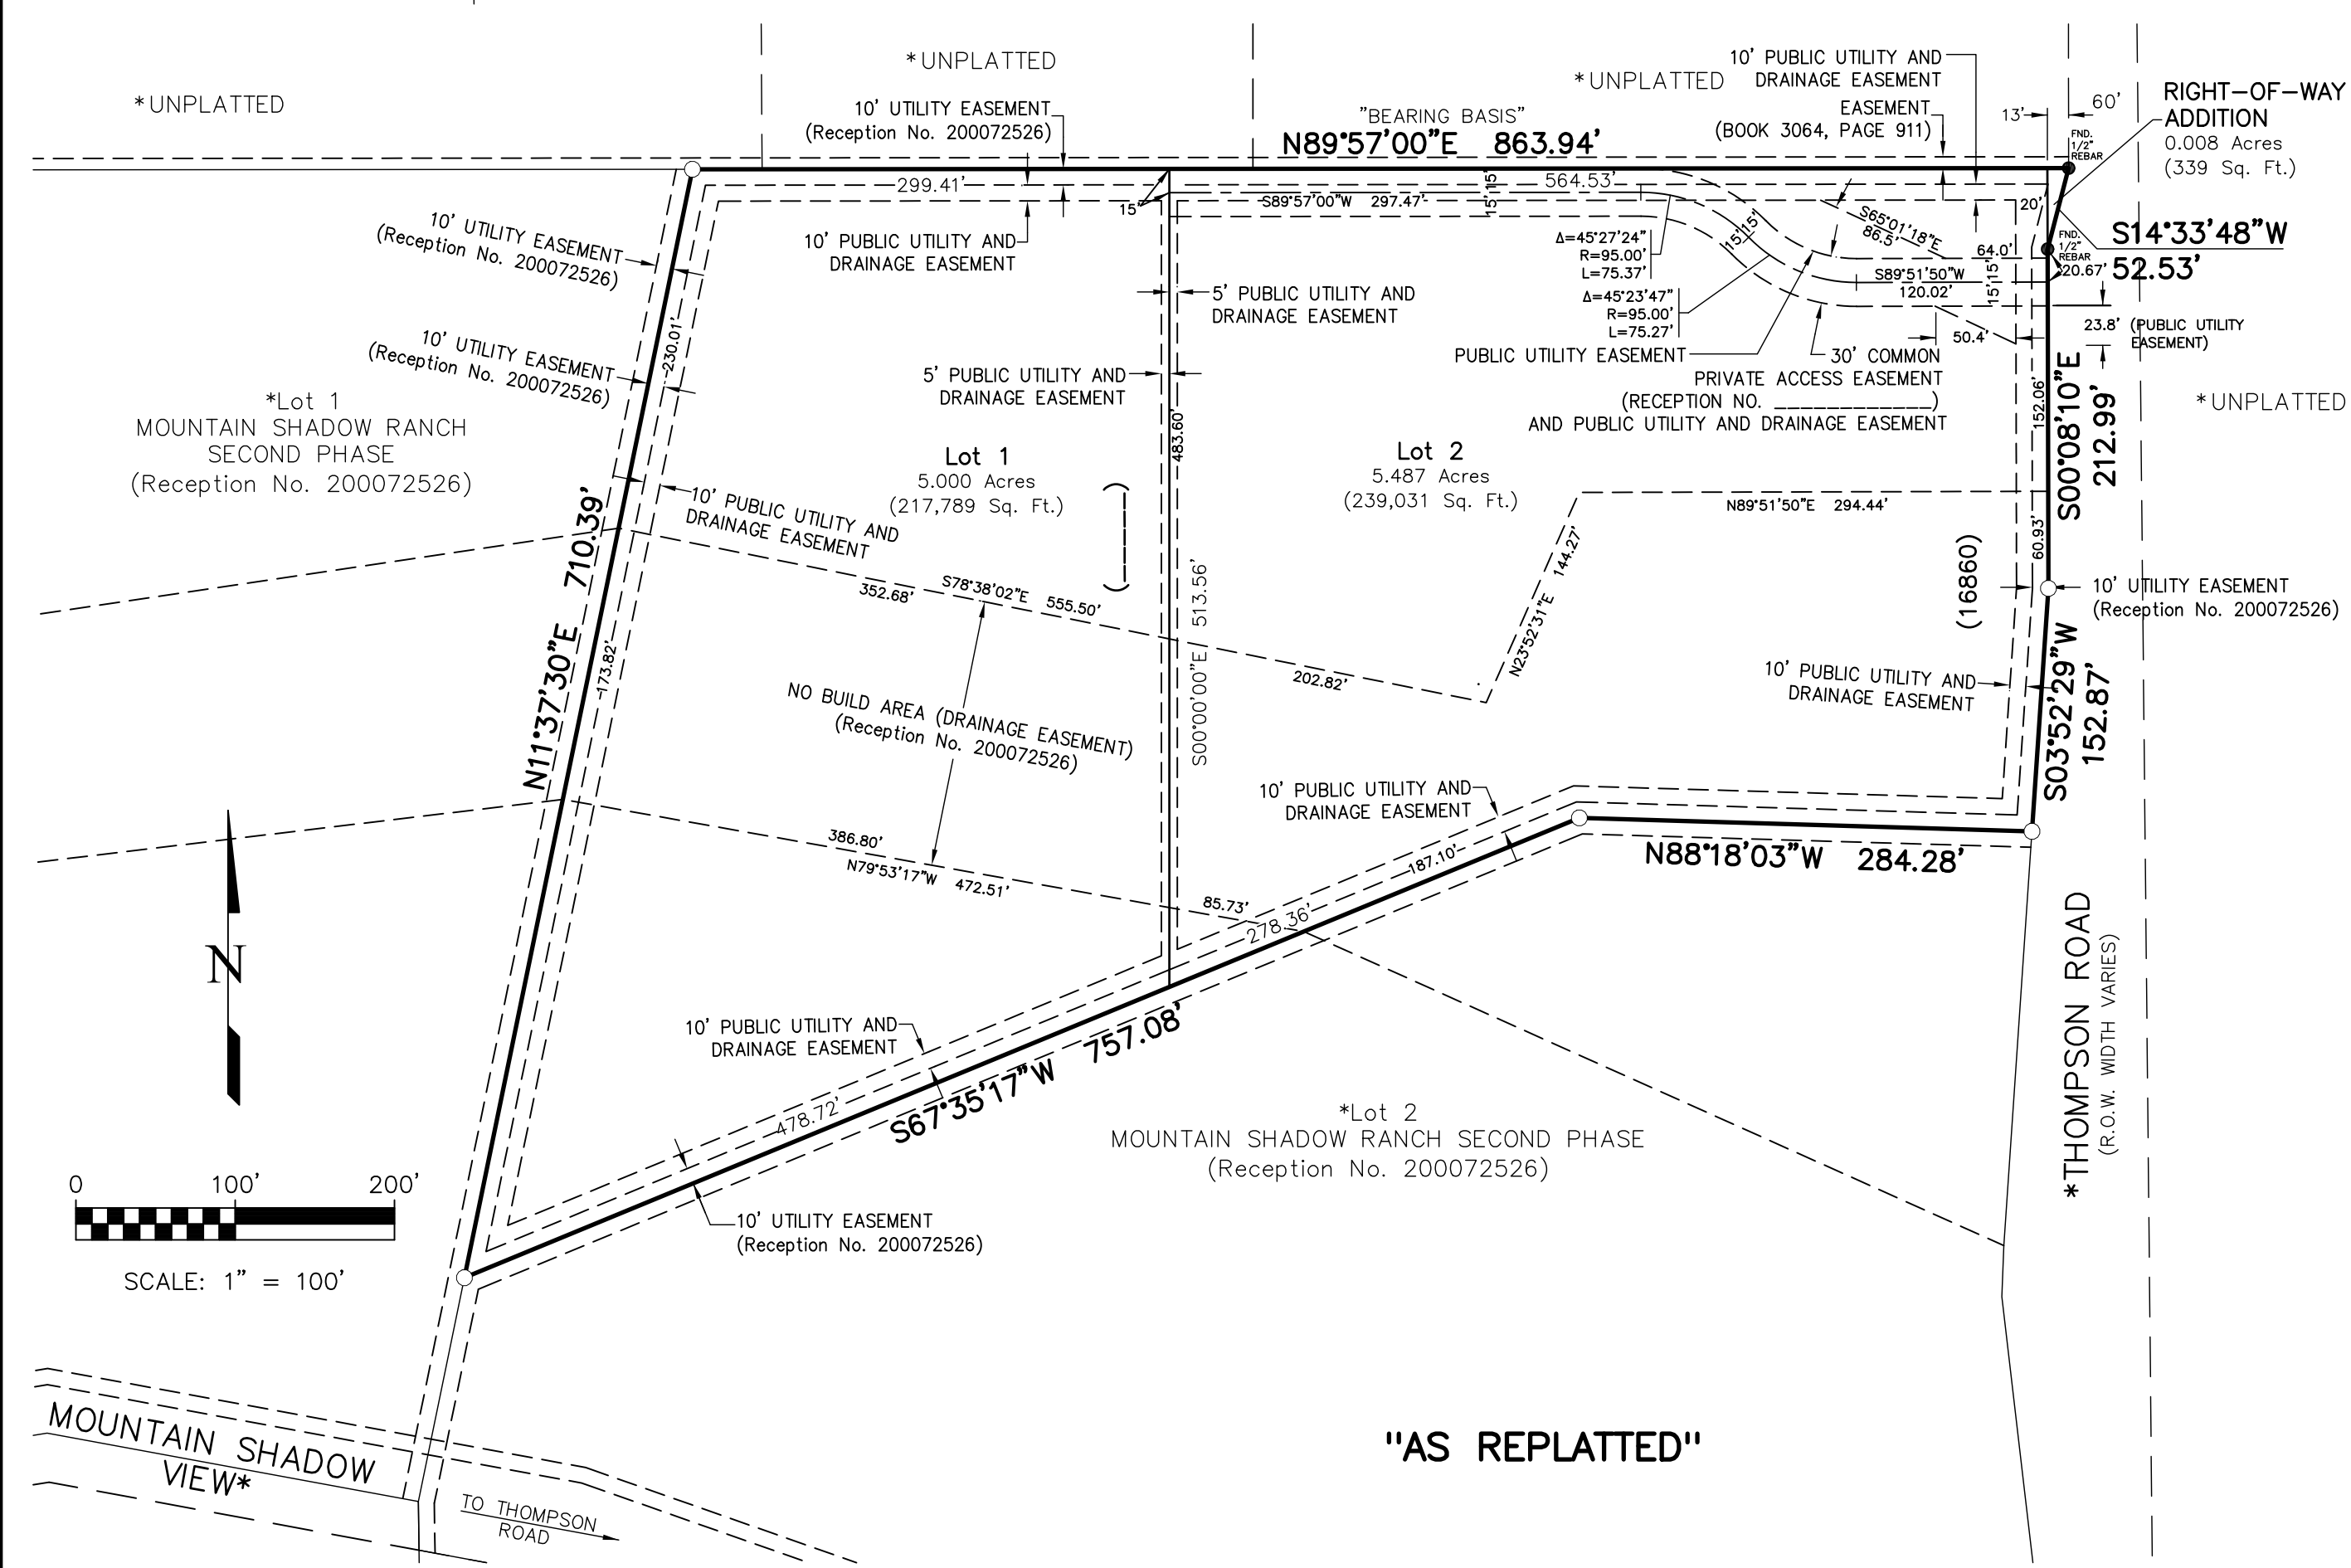 *UNPLATTED
*UNPLATTED
*UNPLATTED
10' UTILITY EASEMENT
(Reception No. 200072526)
"BEARING BASIS"
N89°57'00"E 863.94'
10' PUBLIC UTILITY AND
DRAINAGE EASEMENT
EASEMENT
(BOOK 3064, PAGE 911)
13'
60'
RIGHT-OF-WAY
ADDITION
0.008 Acres
(339 Sq. Ft.)
FND.
1/2"
REBAR
299.41'
15'
10' PUBLIC UTILITY AND
DRAINAGE EASEMENT
S89°57'00"W 297.47'
15'
15'
564.53'
15'
15'
S65°01'18"E
86.5'
20'
64.0'
FND.
1/2"
REBAR
S14°33'48"W
52.53'
20.67'
Δ=45°27'24"
R=95.00'
L=75.37'
Δ=45°23'47"
R=95.00'
L=75.27'
S89°51'50"W
120.02'
15'
15'
23.8' (PUBLIC UTILITY
EASEMENT)
50.4'
PUBLIC UTILITY EASEMENT
30' COMMON
PRIVATE ACCESS EASEMENT
(RECEPTION NO. ____________)
AND PUBLIC UTILITY AND DRAINAGE EASEMENT
10' UTILITY EASEMENT
(Reception No. 200072526)
10' UTILITY EASEMENT
(Reception No. 200072526)
230.01'
5' PUBLIC UTILITY AND
DRAINAGE EASEMENT
5' PUBLIC UTILITY AND
DRAINAGE EASEMENT
483.60'
*Lot 1
MOUNTAIN SHADOW RANCH
SECOND PHASE
(Reception No. 200072526)
Lot 1
5.000 Acres
(217,789 Sq. Ft.)
Lot 2
5.487 Acres
(239,031 Sq. Ft.)
152.06'
S00°08'10"E
212.99'
*UNPLATTED
10' PUBLIC UTILITY AND
DRAINAGE EASEMENT
N89°51'50"E 294.44'
60.93'
(16860)
10' UTILITY EASEMENT
(Reception No. 200072526)
N11°37'30"E 710.39'
173.82'
352.68'
S78°38'02"E 555.50'
S00°00'00"E 513.56'
N23°52'31"E 144.27'
202.82'
10' PUBLIC UTILITY AND
DRAINAGE EASEMENT
S03°52'29"W
152.87'
NO BUILD AREA (DRAINAGE EASEMENT)
(Reception No. 200072526)
10' PUBLIC UTILITY AND
DRAINAGE EASEMENT
386.80'
N79°53'17"W 472.51'
85.73'
278.36'
187.10'
N88°18'03"W 284.28'
N
10' PUBLIC UTILITY AND
DRAINAGE EASEMENT
478.72'
S67°35'17"W 757.08'
*THOMPSON ROAD
(R.O.W. WIDTH VARIES)
*Lot 2
MOUNTAIN SHADOW RANCH SECOND PHASE
(Reception No. 200072526)
0 100' 200'
SCALE: 1" = 100'
10' UTILITY EASEMENT
(Reception No. 200072526)
MOUNTAIN SHADOW
VIEW*
TO THOMPSON
ROAD
"AS REPLATTED"